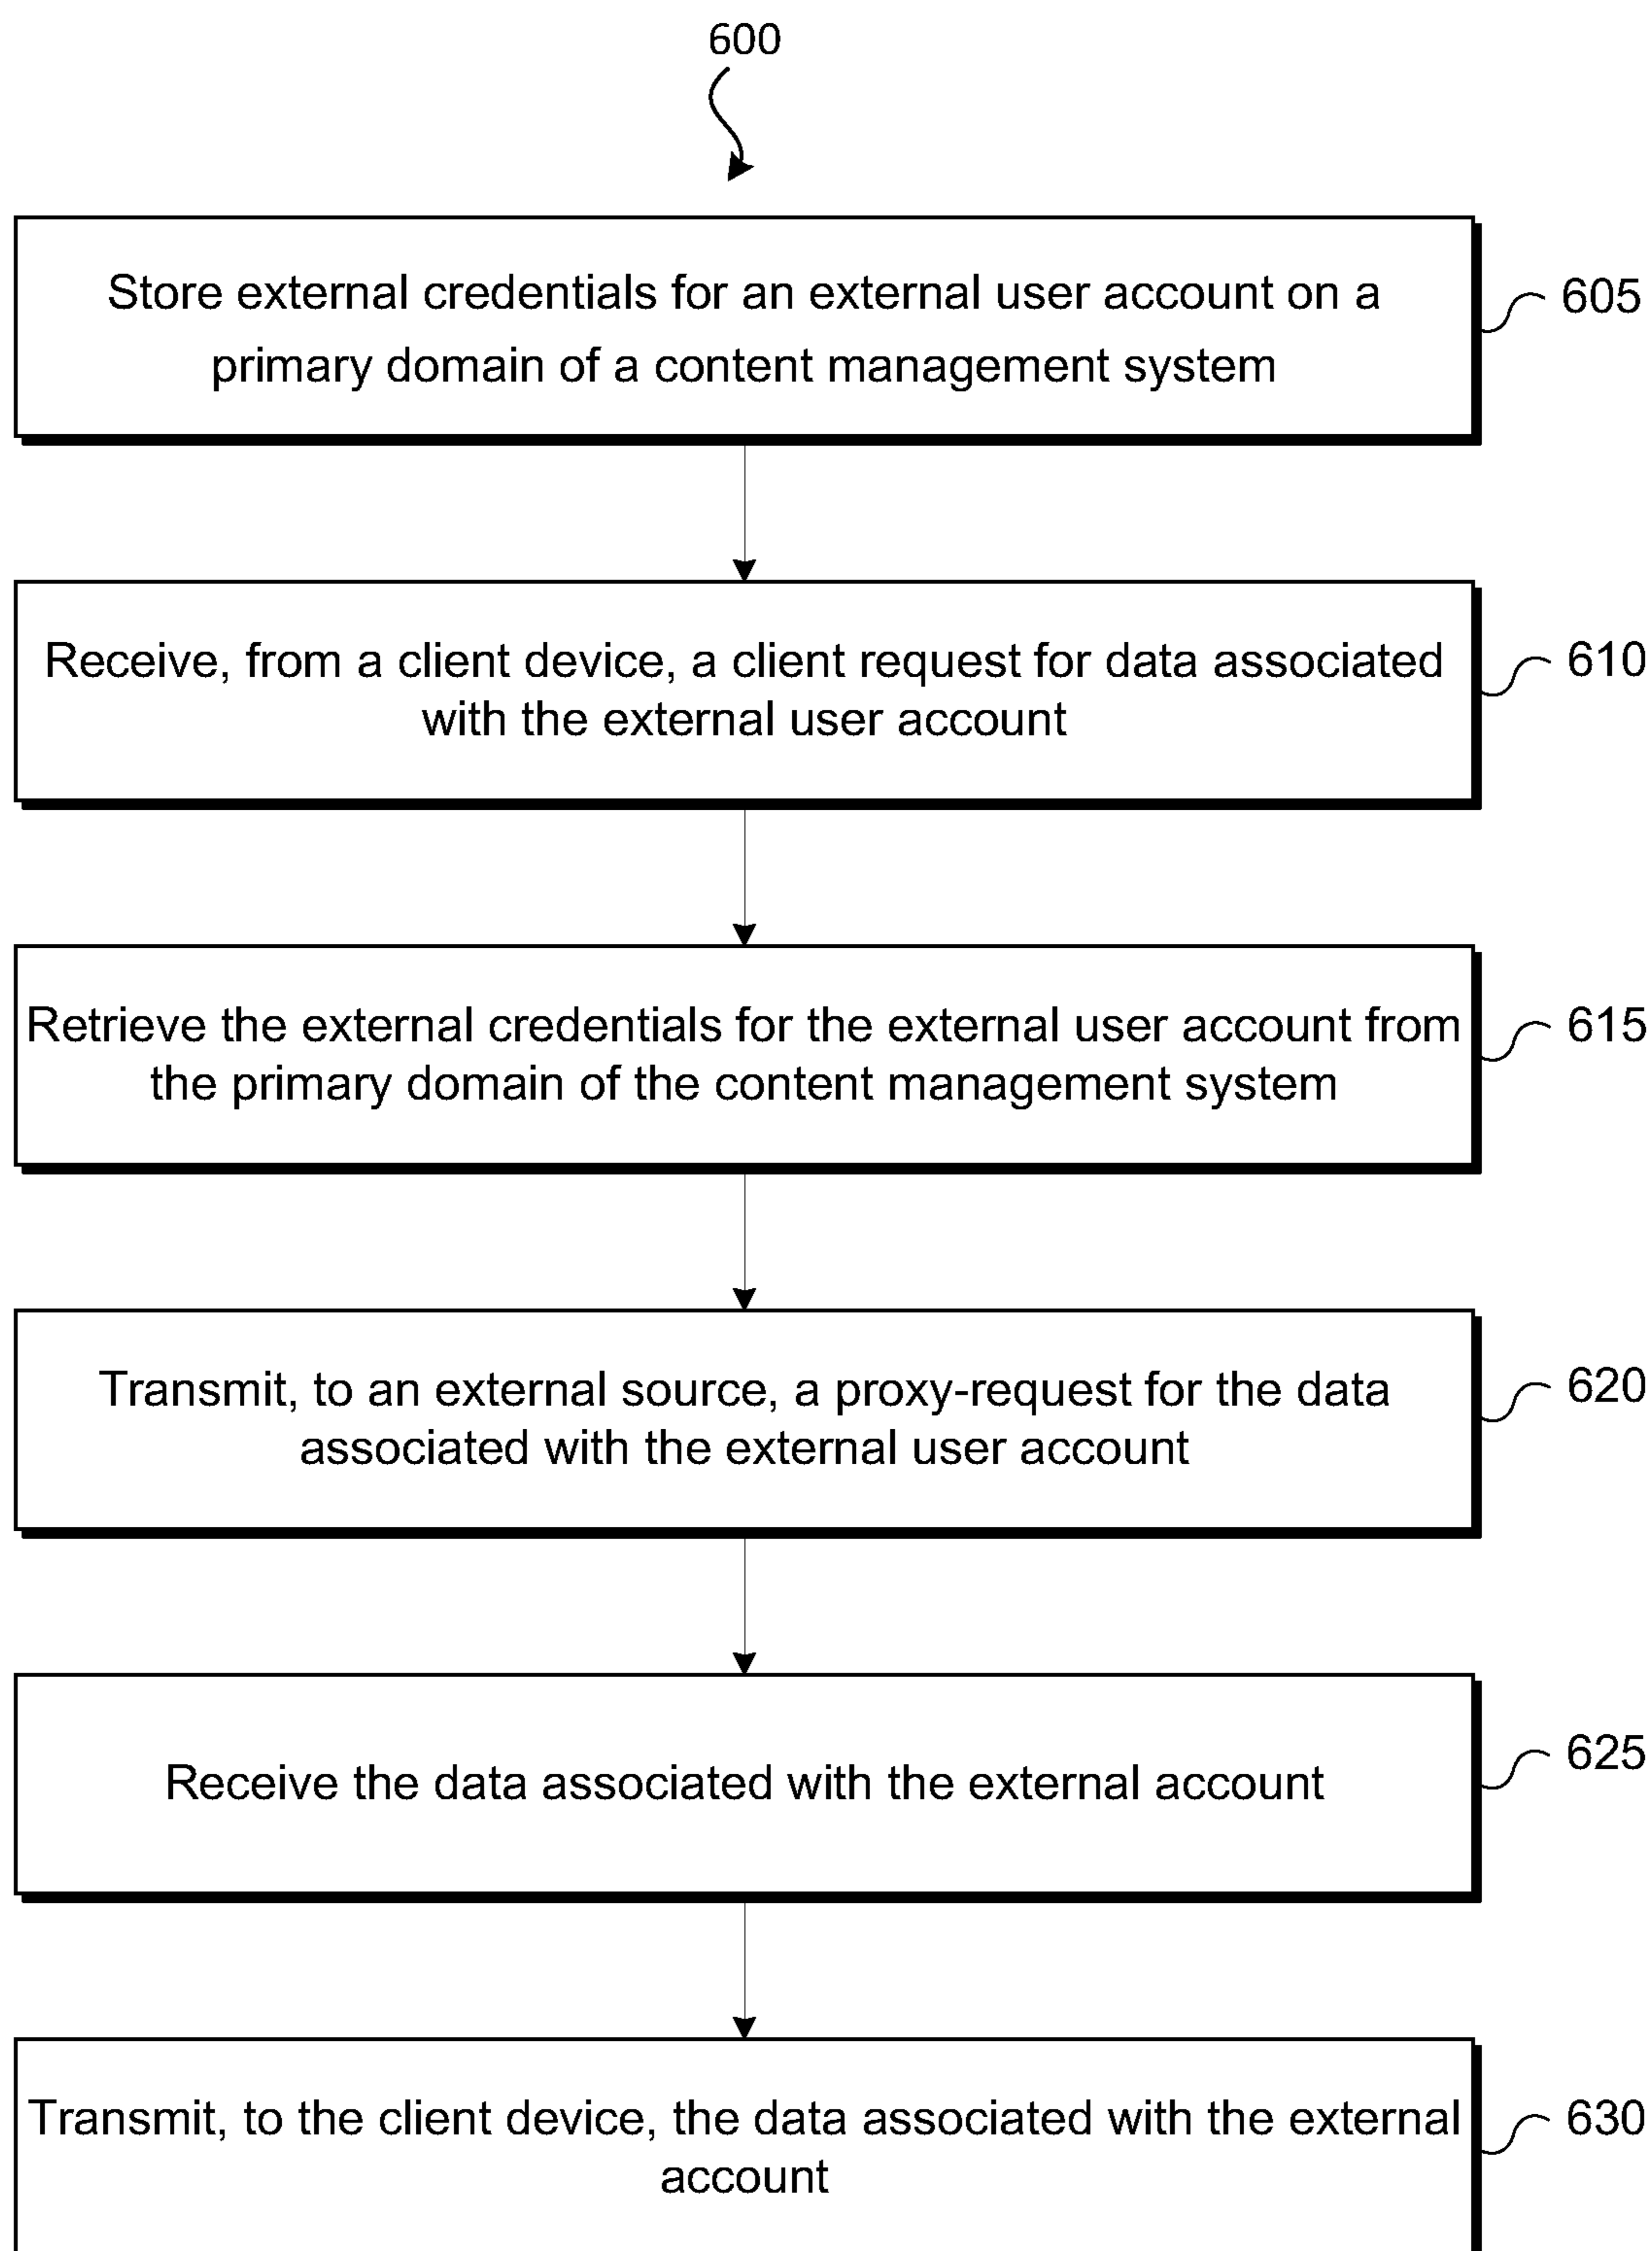 600
Store external credentials for an external user account on a
primary domain of a content management system
605
Receive, from a client device, a client request for data associated
with the external user account
610
Retrieve the external credentials for the external user account from
the primary domain of the content management system
615
Transmit, to an external source, a proxy-request for the data
associated with the external user account
620
Receive the data associated with the external account
625
Transmit, to the client device, the data associated with the external
account
630